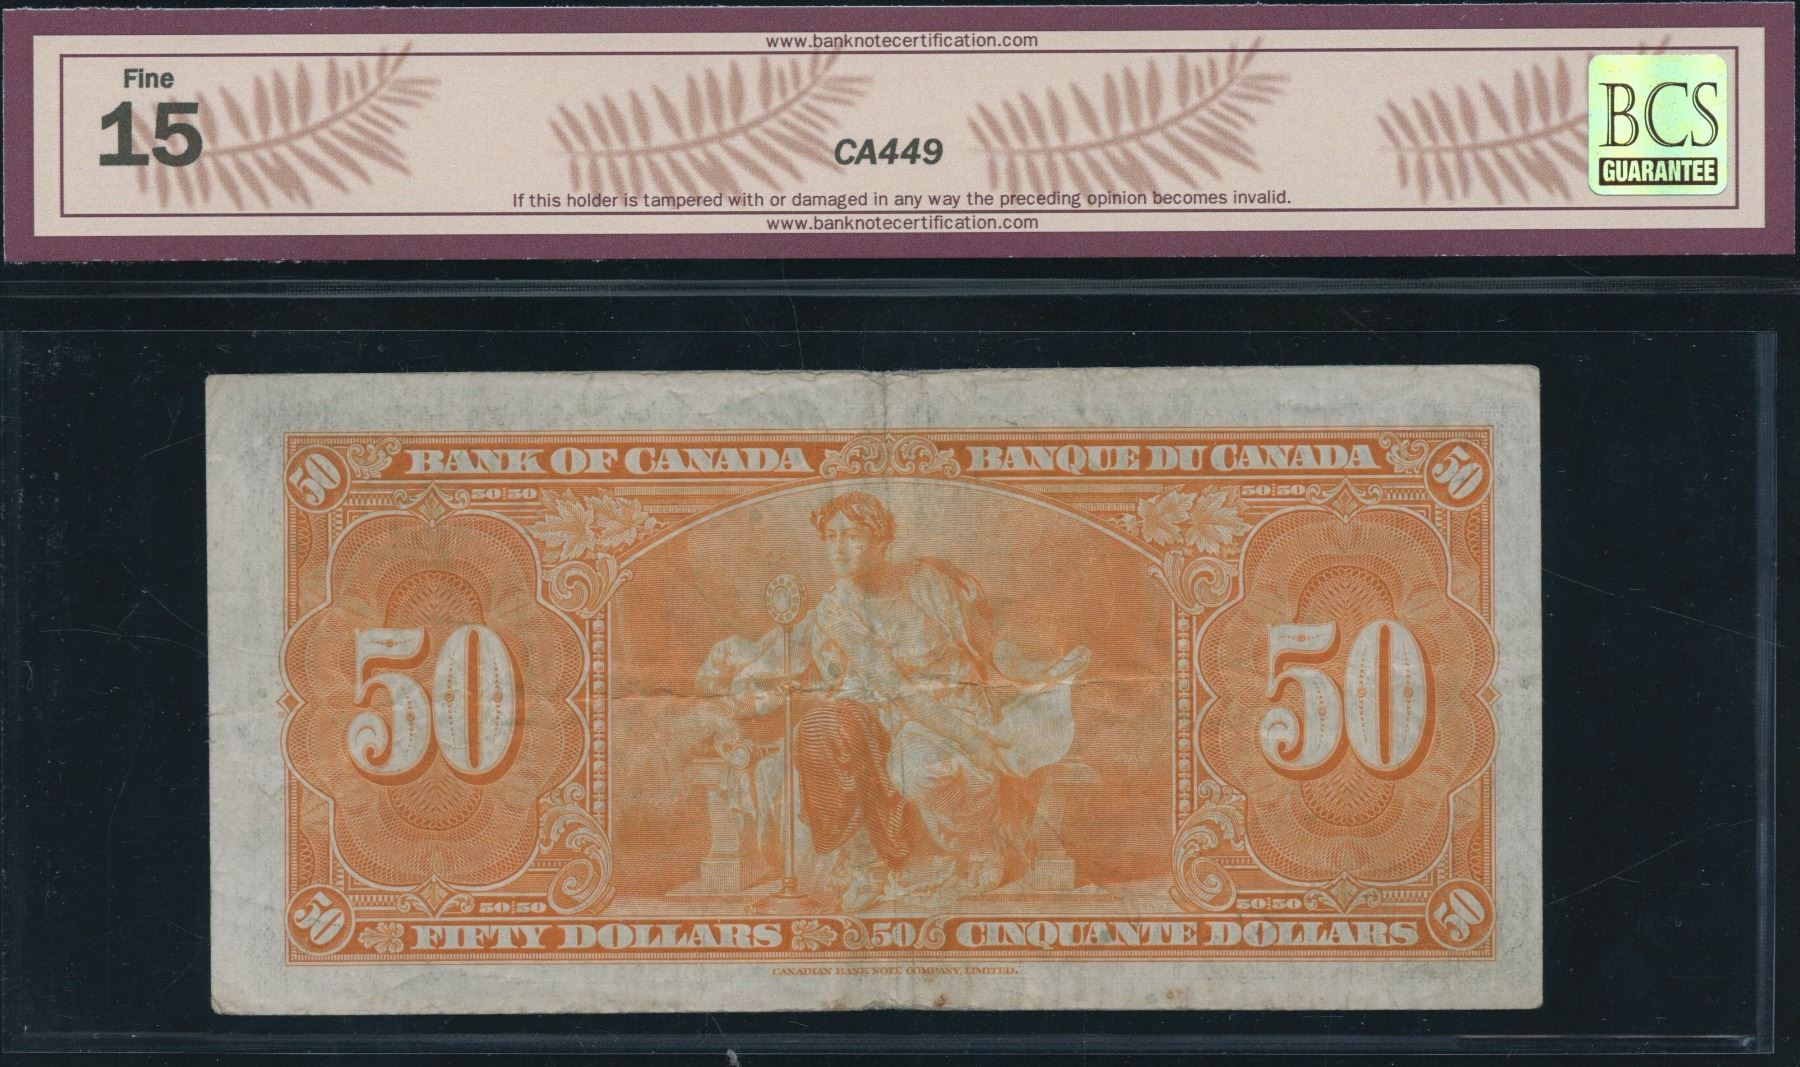 www.banknotecertification.com
Fine
15
CA449
BCS
GUARANTEE
If this holder is tampered with or damaged in any way the preceding opinion becomes invalid.
www.banknotecertification.com
50 BANK OF CANADA BANQUE DU CANADA 50
50:50 50:50
50 50
50:50 50:50
50 FIFTY DOLLARS 50 CINQUANTE DOLLARS 50
CANADIAN BANK NOTE COMPANY, LIMITED.